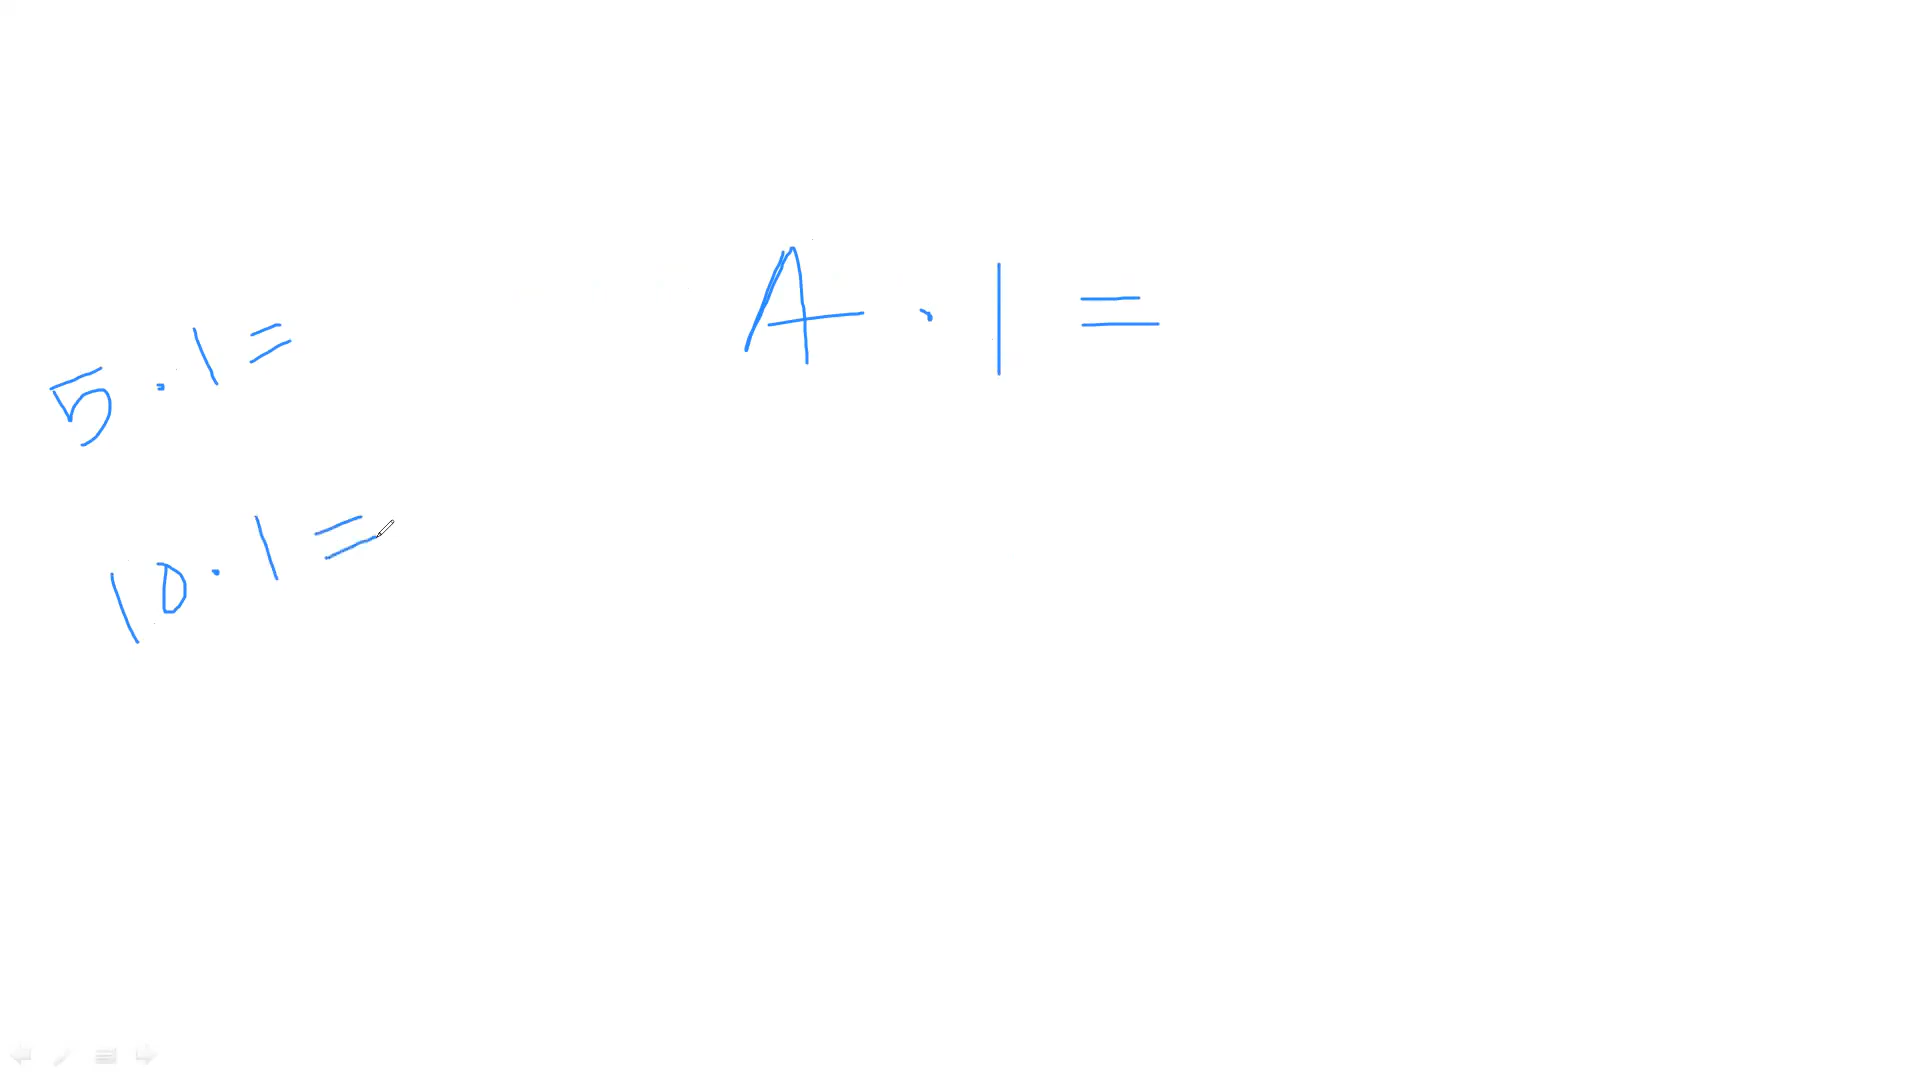 A · 1 =
5 · 1 =
10 · 1 =